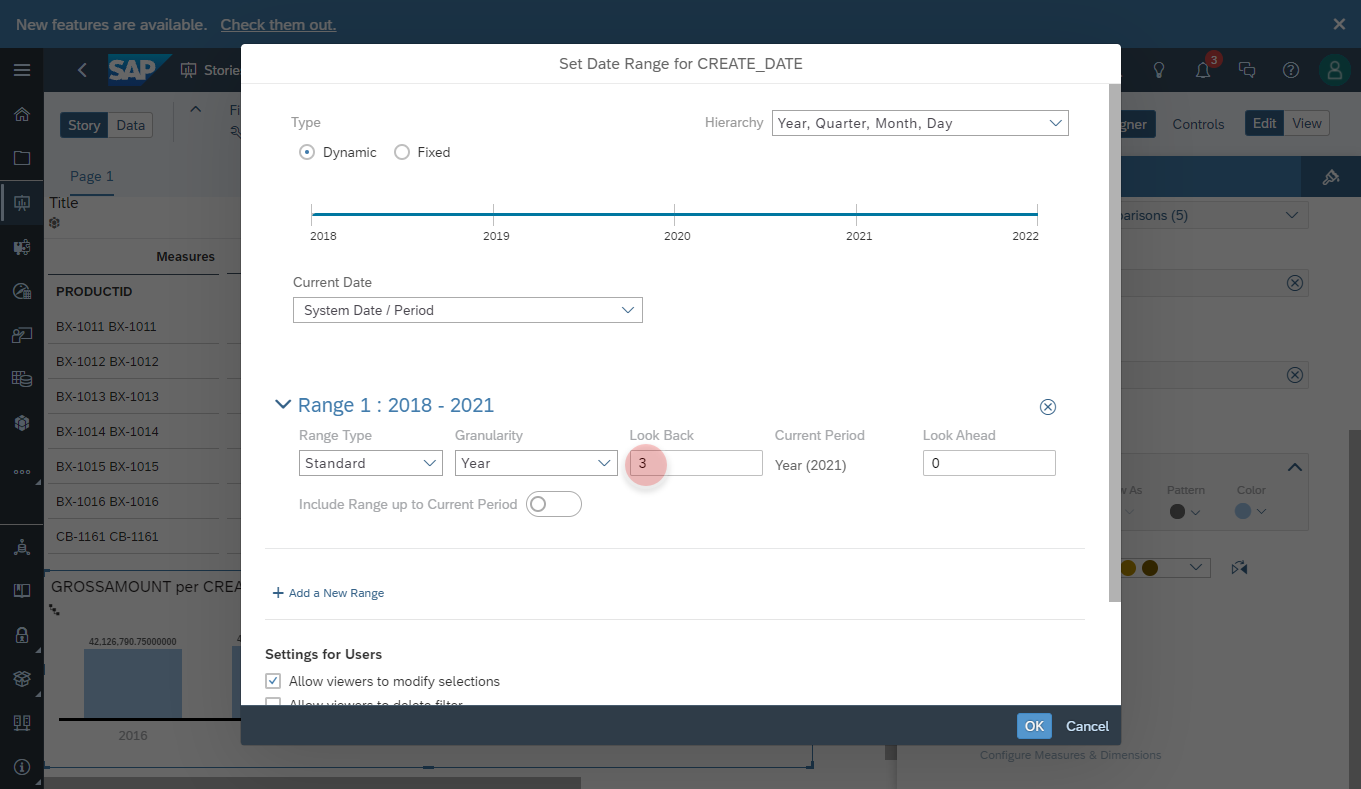 New features are available. Check them out.
SAP
Stories
3
Set Date Range for CREATE_DATE
Story
Data
Controls
Edit
View
Page 1
Title
Measures
PRODUCTID
BX-1011 BX-1011
BX-1012 BX-1012
BX-1013 BX-1013
BX-1014 BX-1014
BX-1015 BX-1015
BX-1016 BX-1016
CB-1161 CB-1161
GROSSAMOUNT per CREA
42,126,790.75000000
2016
Type
Dynamic
Fixed
Hierarchy
Year, Quarter, Month, Day
2018
2019
2020
2021
2022
Current Date
System Date / Period
Range 1 : 2018 - 2021
Range Type
Granularity
Look Back
Current Period
Look Ahead
Standard
Year
3
Year (2021)
0
Include Range up to Current Period
Add a New Range
Settings for Users
Allow viewers to modify selections
Allow viewers to delete filter
OK
Cancel
parisons (5)
w As
Pattern
Color
Configure Measures & Dimensions